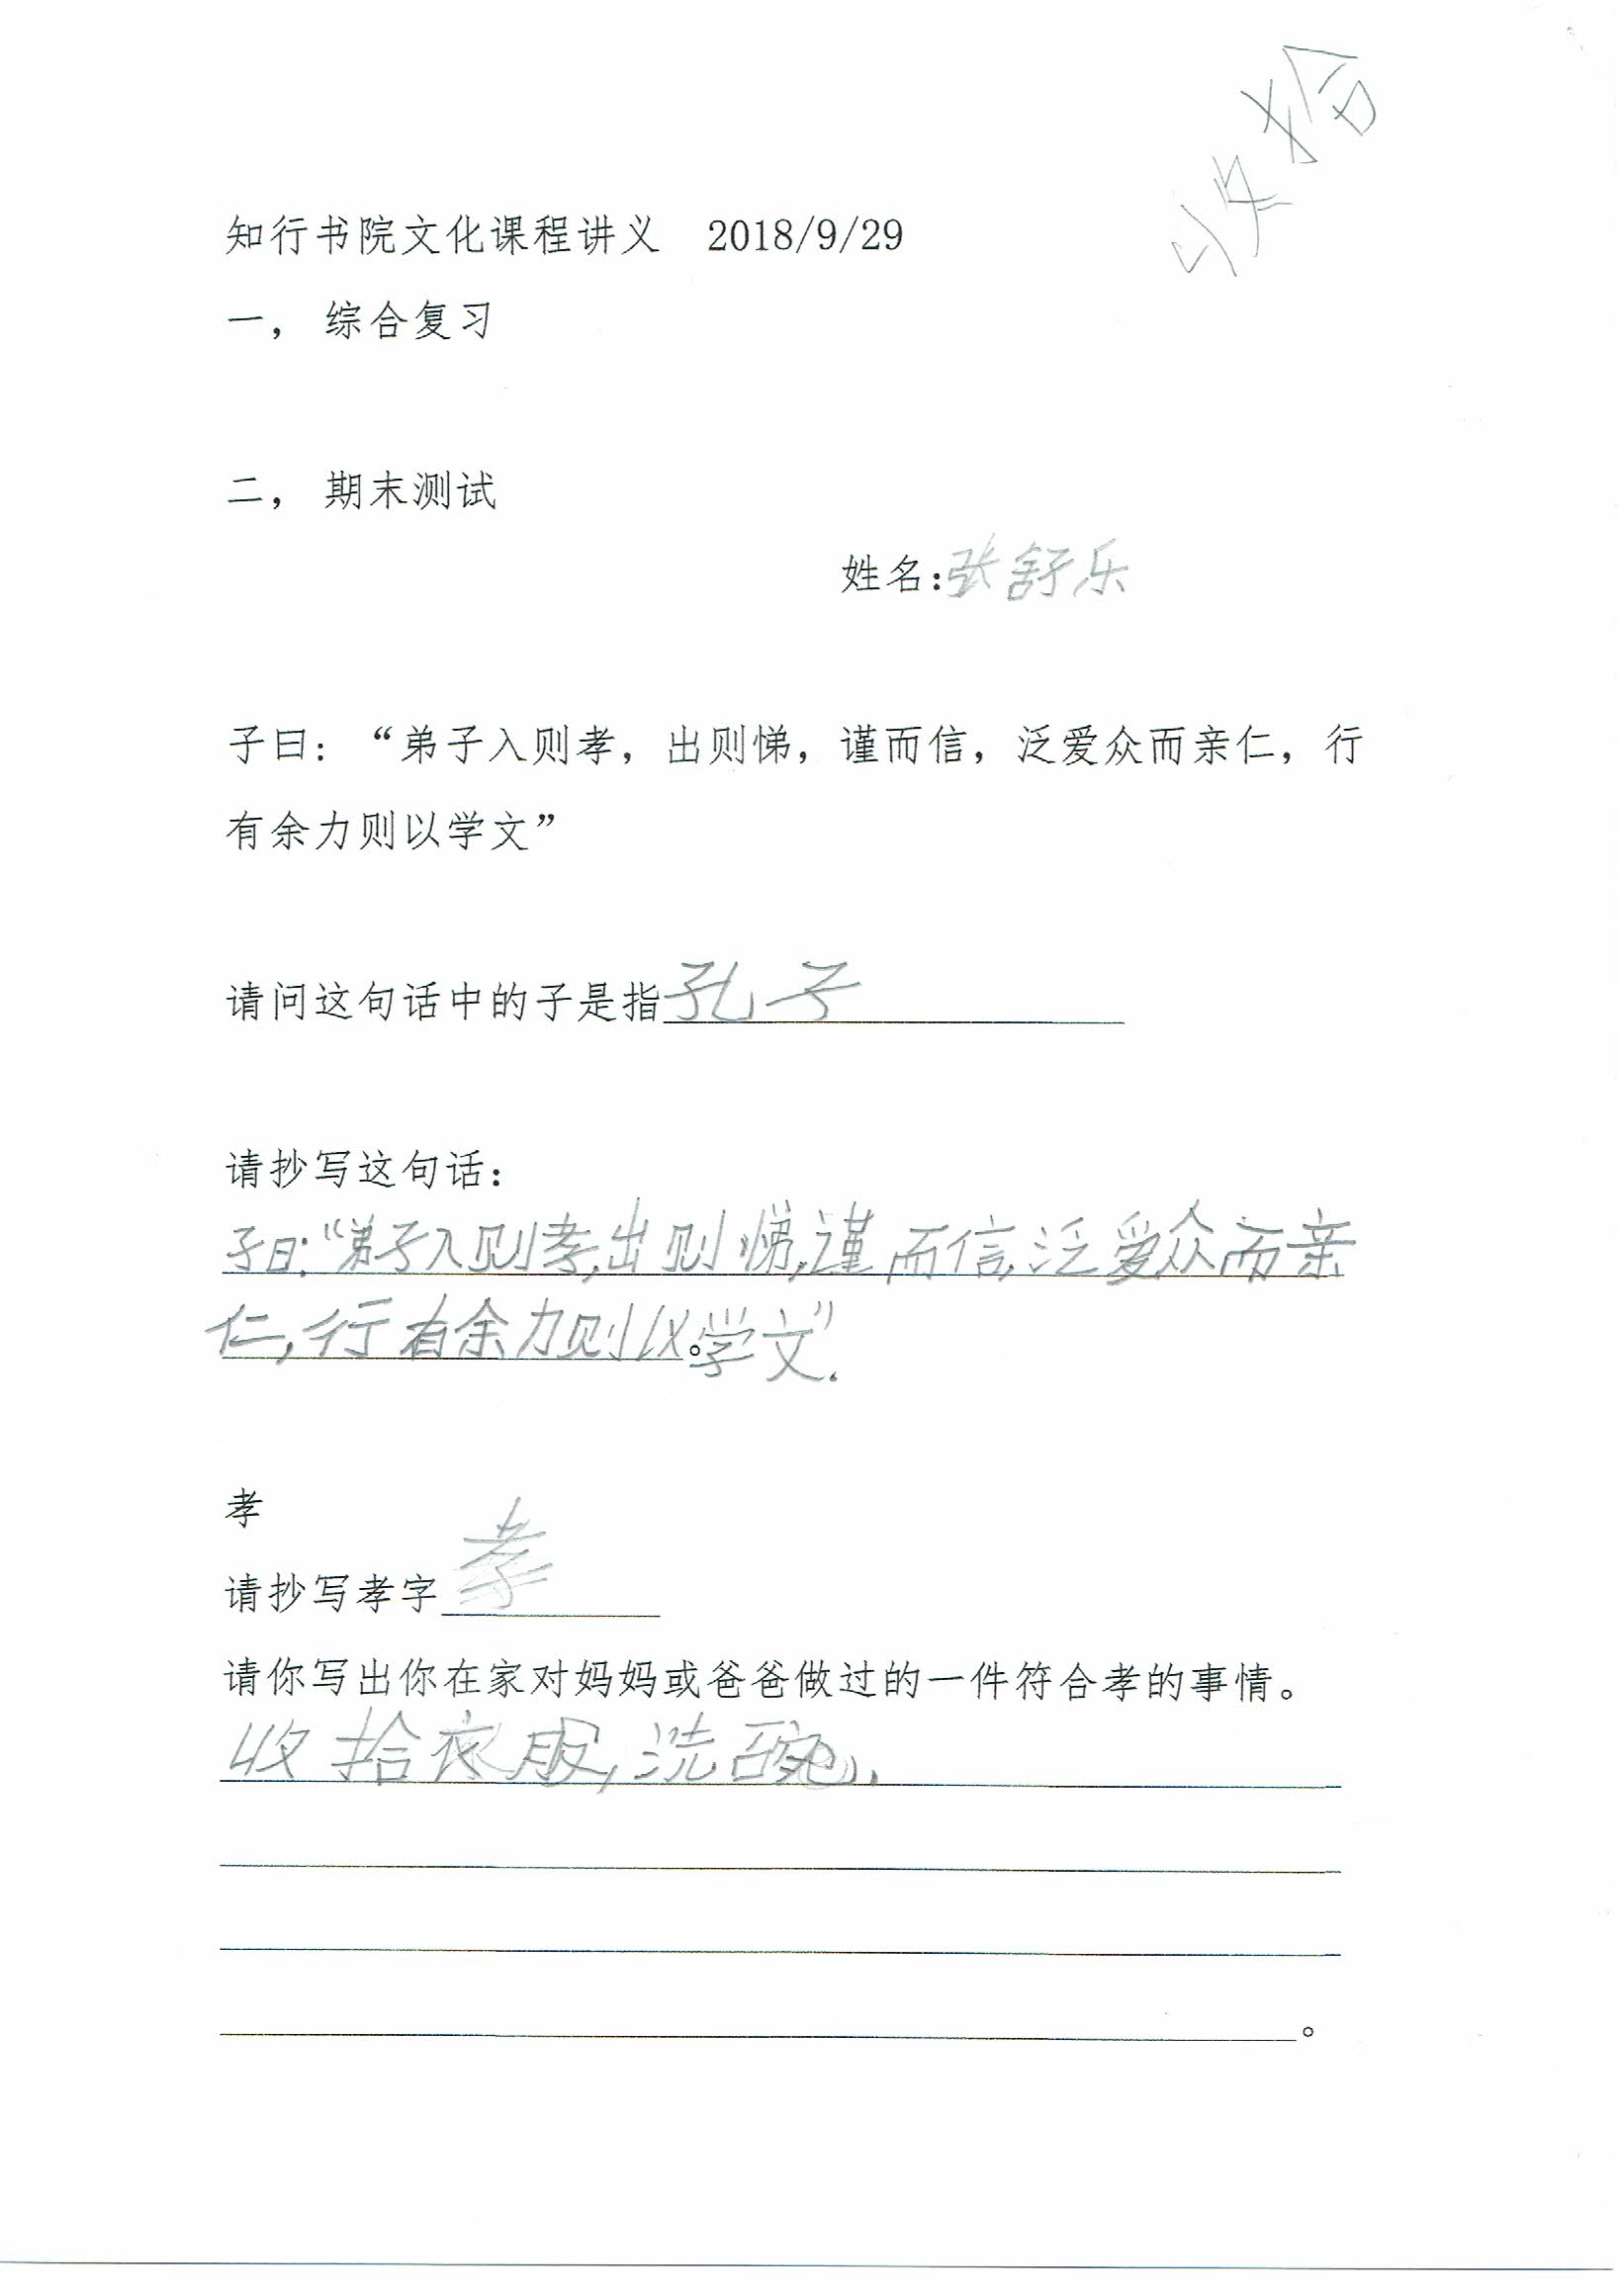 知行书院文化课程讲义 2018/9/29
一， 综合复习
二， 期末测试
姓名：张舒乐
子曰：“弟子入则孝，出则悌，谨而信，泛爱众而亲仁，行
有余力则以学文”
请问这句话中的子是指孔子
请抄写这句话：
子曰：“弟子入则孝，出则悌，谨而信，泛爱众而亲
仁，行有余力则以。学文”.
孝
请抄写孝字孝
请你写出你在家对妈妈或爸爸做过的一件符合孝的事情。
收拾衣服，洗碗。
。